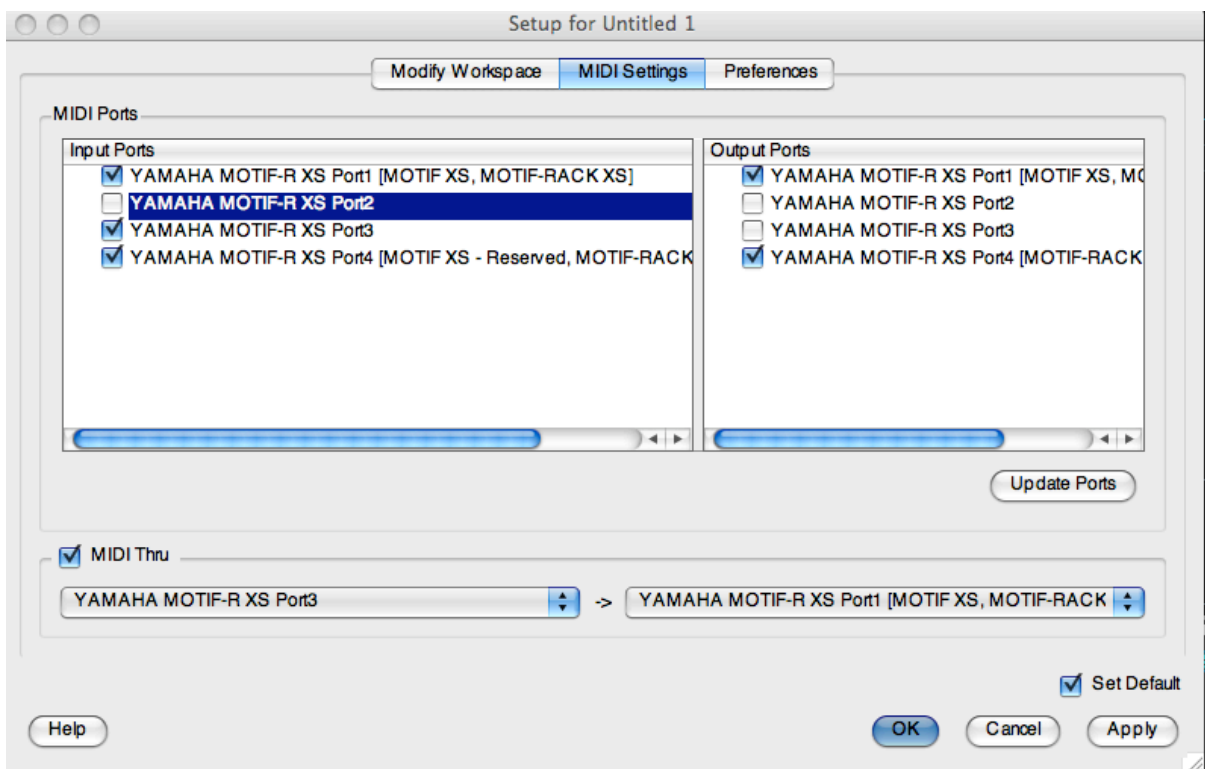 Setup for Untitled 1
Modify Workspace MIDI Settings Preferences
MIDI Ports
Input Ports
YAMAHA MOTIF-R XS Port1 [MOTIF XS, MOTIF-RACK XS]
YAMAHA MOTIF-R XS Port2
YAMAHA MOTIF-R XS Port3
YAMAHA MOTIF-R XS Port4 [MOTIF XS - Reserved, MOTIF-RACK
Output Ports
YAMAHA MOTIF-R XS Port1 [MOTIF XS, MO
YAMAHA MOTIF-R XS Port2
YAMAHA MOTIF-R XS Port3
YAMAHA MOTIF-R XS Port4 [MOTIF-RACK
Update Ports
MIDI Thru
YAMAHA MOTIF-R XS Port3 -> YAMAHA MOTIF-R XS Port1 [MOTIF XS, MOTIF-RACK
Set Default
Help OK Cancel Apply